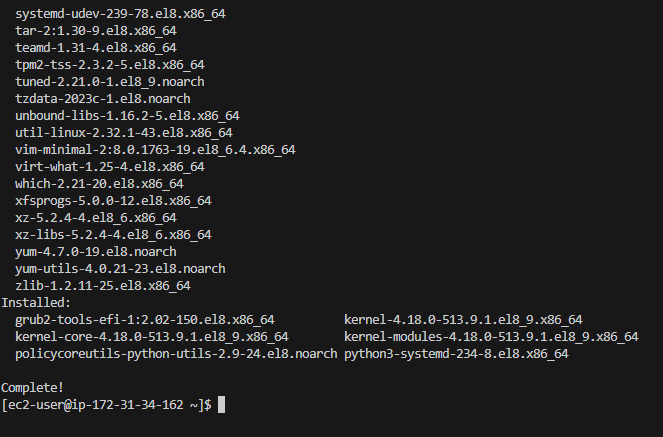 systemd-udev-239-78.el8.x86_64
tar-2:1.30-9.el8.x86_64
teamd-1.31-4.el8.x86_64
tpm2-tss-2.3.2-5.el8.x86_64
tuned-2.21.0-1.el8_9.noarch
tzdata-2023c-1.el8.noarch
unbound-libs-1.16.2-5.el8.x86_64
util-linux-2.32.1-43.el8.x86_64
vim-minimal-2:8.0.1763-19.el8_6.4.x86_64
virt-what-1.25-4.el8.x86_64
which-2.21-20.el8.x86_64
xfsprogs-5.0.0-12.el8.x86_64
xz-5.2.4-4.el8_6.x86_64
xz-libs-5.2.4-4.el8_6.x86_64
yum-4.7.0-19.el8.noarch
yum-utils-4.0.21-23.el8.noarch
zlib-1.2.11-25.el8.x86_64
Installed:
grub2-tools-efi-1:2.02-150.el8.x86_64 kernel-4.18.0-513.9.1.el8_9.x86_64
kernel-core-4.18.0-513.9.1.el8_9.x86_64 kernel-modules-4.18.0-513.9.1.el8_9.x86_64
policycoreutils-python-utils-2.9-24.el8.noarch python3-systemd-234-8.el8.x86_64
Complete!
[ec2-user@ip-172-31-34-162 ~]$